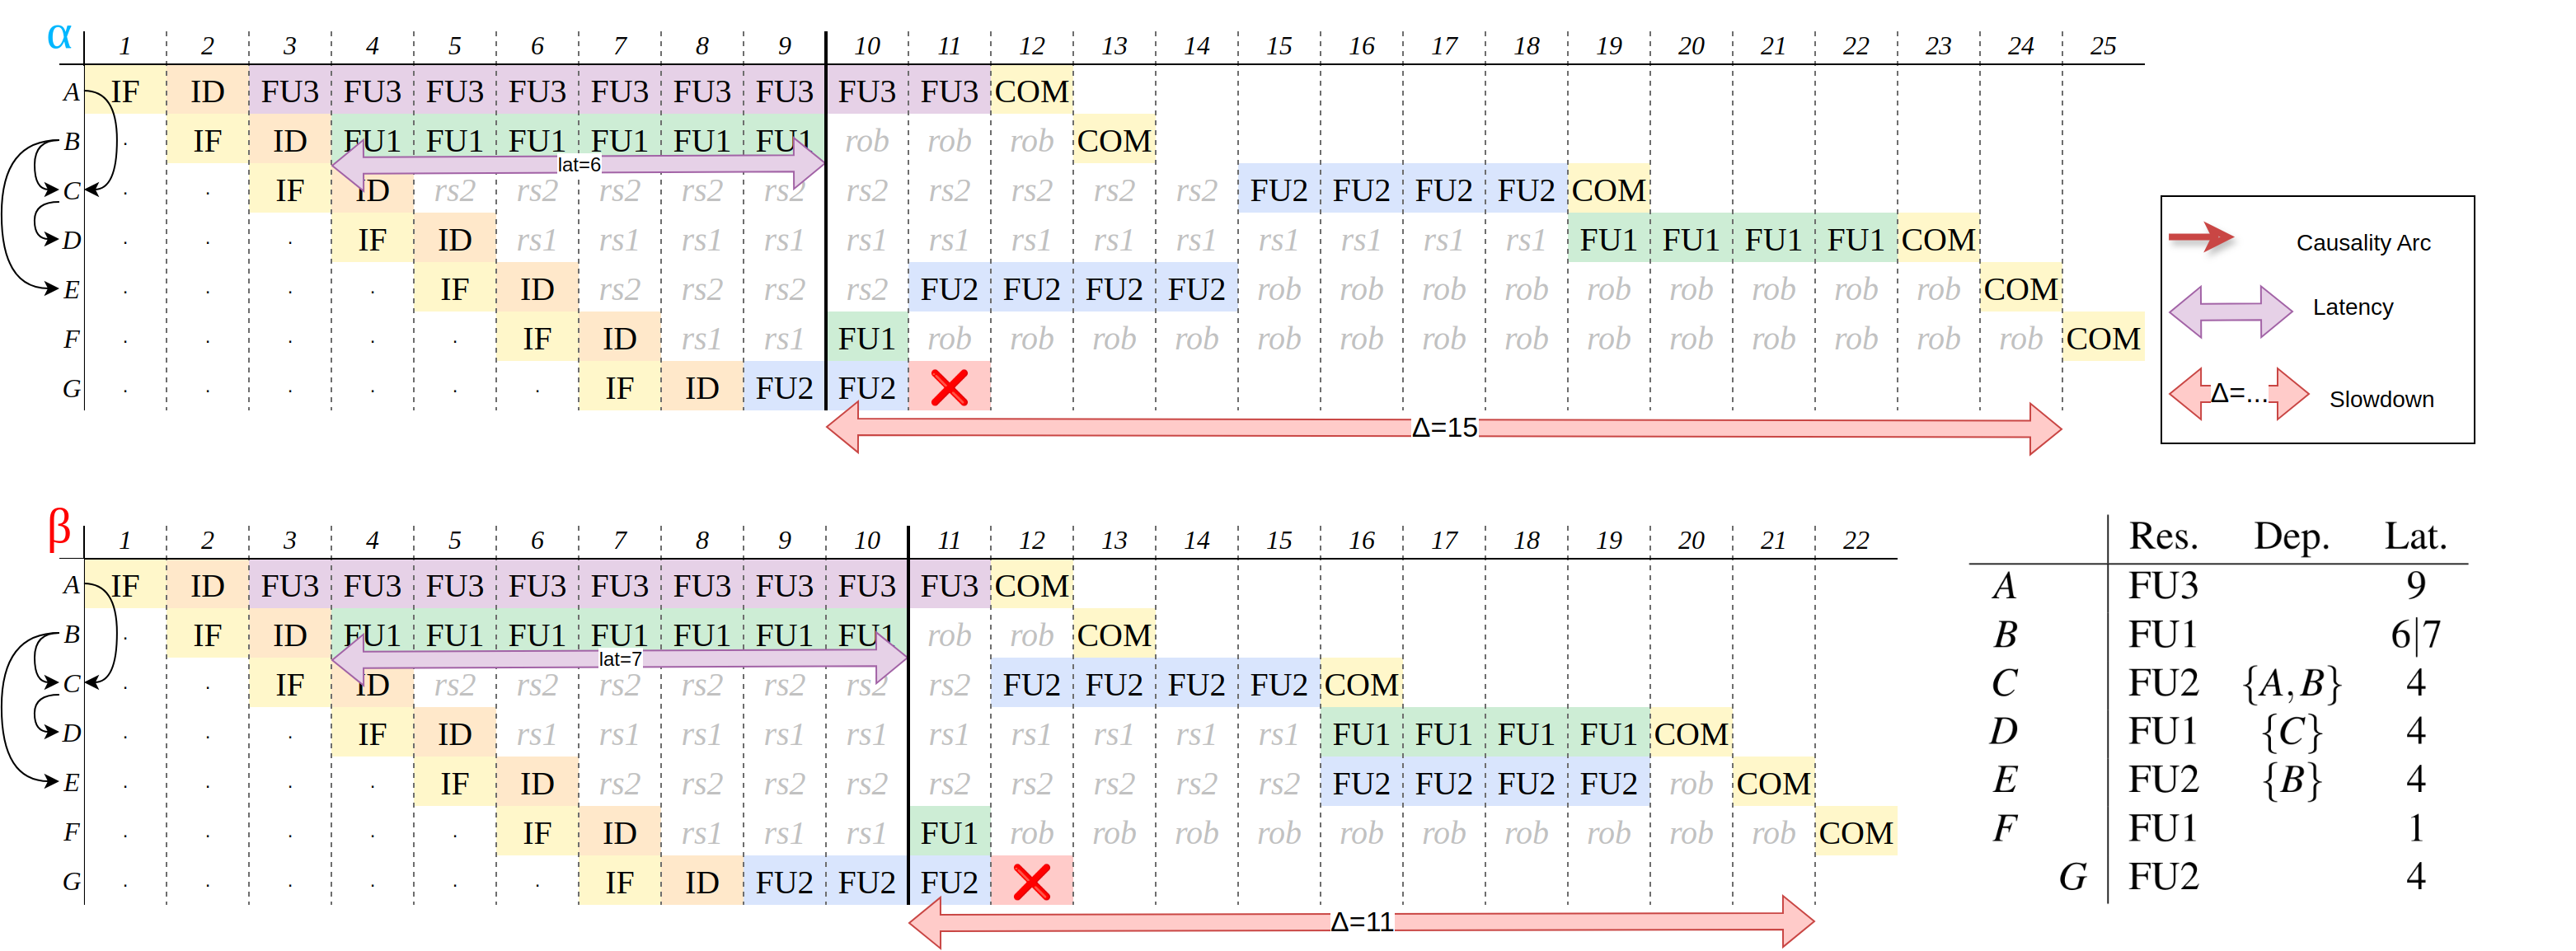 α 1 2 3 4 5 6 7 8 9 10 11 12 13 14 15 16 17 18 19 20 21 22 23 24 25
A IF ID FU3 FU3 FU3 FU3 FU3 FU3 FU3 FU3 FU3 COM
B . IF ID FU1 FU1 FU1 FU1 FU1 FU1 rob rob rob COM
lat=6
C . . IF ID rs2 rs2 rs2 rs2 rs2 rs2 rs2 rs2 rs2 rs2 FU2 FU2 FU2 FU2 COM
D . . . IF ID rs1 rs1 rs1 rs1 rs1 rs1 rs1 rs1 rs1 rs1 rs1 rs1 rs1 FU1 FU1 FU1 FU1 COM
E . . . . IF ID rs2 rs2 rs2 rs2 FU2 FU2 FU2 FU2 rob rob rob rob rob rob rob rob rob COM
F . . . . . IF ID rs1 rs1 FU1 rob rob rob rob rob rob rob rob rob rob rob rob rob rob COM
G . . . . . . IF ID FU2 FU2
Δ=15
Causality Arc
Latency
Δ=... Slowdown
β 1 2 3 4 5 6 7 8 9 10 11 12 13 14 15 16 17 18 19 20 21 22
A IF ID FU3 FU3 FU3 FU3 FU3 FU3 FU3 FU3 FU3 COM
B . IF ID FU1 FU1 FU1 FU1 FU1 FU1 FU1 rob rob COM
lat=7
C . . IF ID rs2 rs2 rs2 rs2 rs2 rs2 rs2 FU2 FU2 FU2 FU2 COM
D . . . IF ID rs1 rs1 rs1 rs1 rs1 rs1 rs1 rs1 rs1 rs1 FU1 FU1 FU1 FU1 COM
E . . . . IF ID rs2 rs2 rs2 rs2 rs2 rs2 rs2 rs2 rs2 FU2 FU2 FU2 FU2 rob COM
F . . . . . IF ID rs1 rs1 rs1 FU1 rob rob rob rob rob rob rob rob rob rob COM
G . . . . . . IF ID FU2 FU2 FU2
Δ=11
Res. Dep. Lat.
A FU3 9
B FU1 6|7
C FU2 {A, B} 4
D FU1 {C} 4
E FU2 {B} 4
F FU1 1
G FU2 4